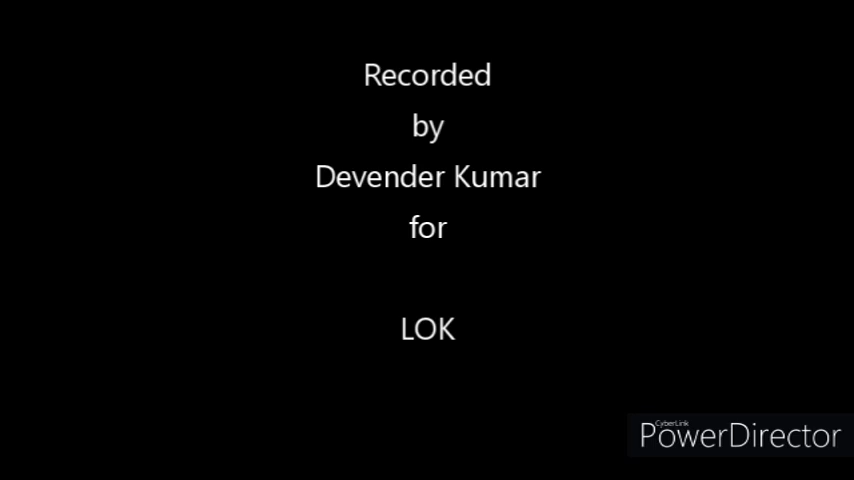 Recorded
by
Devender Kumar
for
LOK
CyberLink
PowerDirector